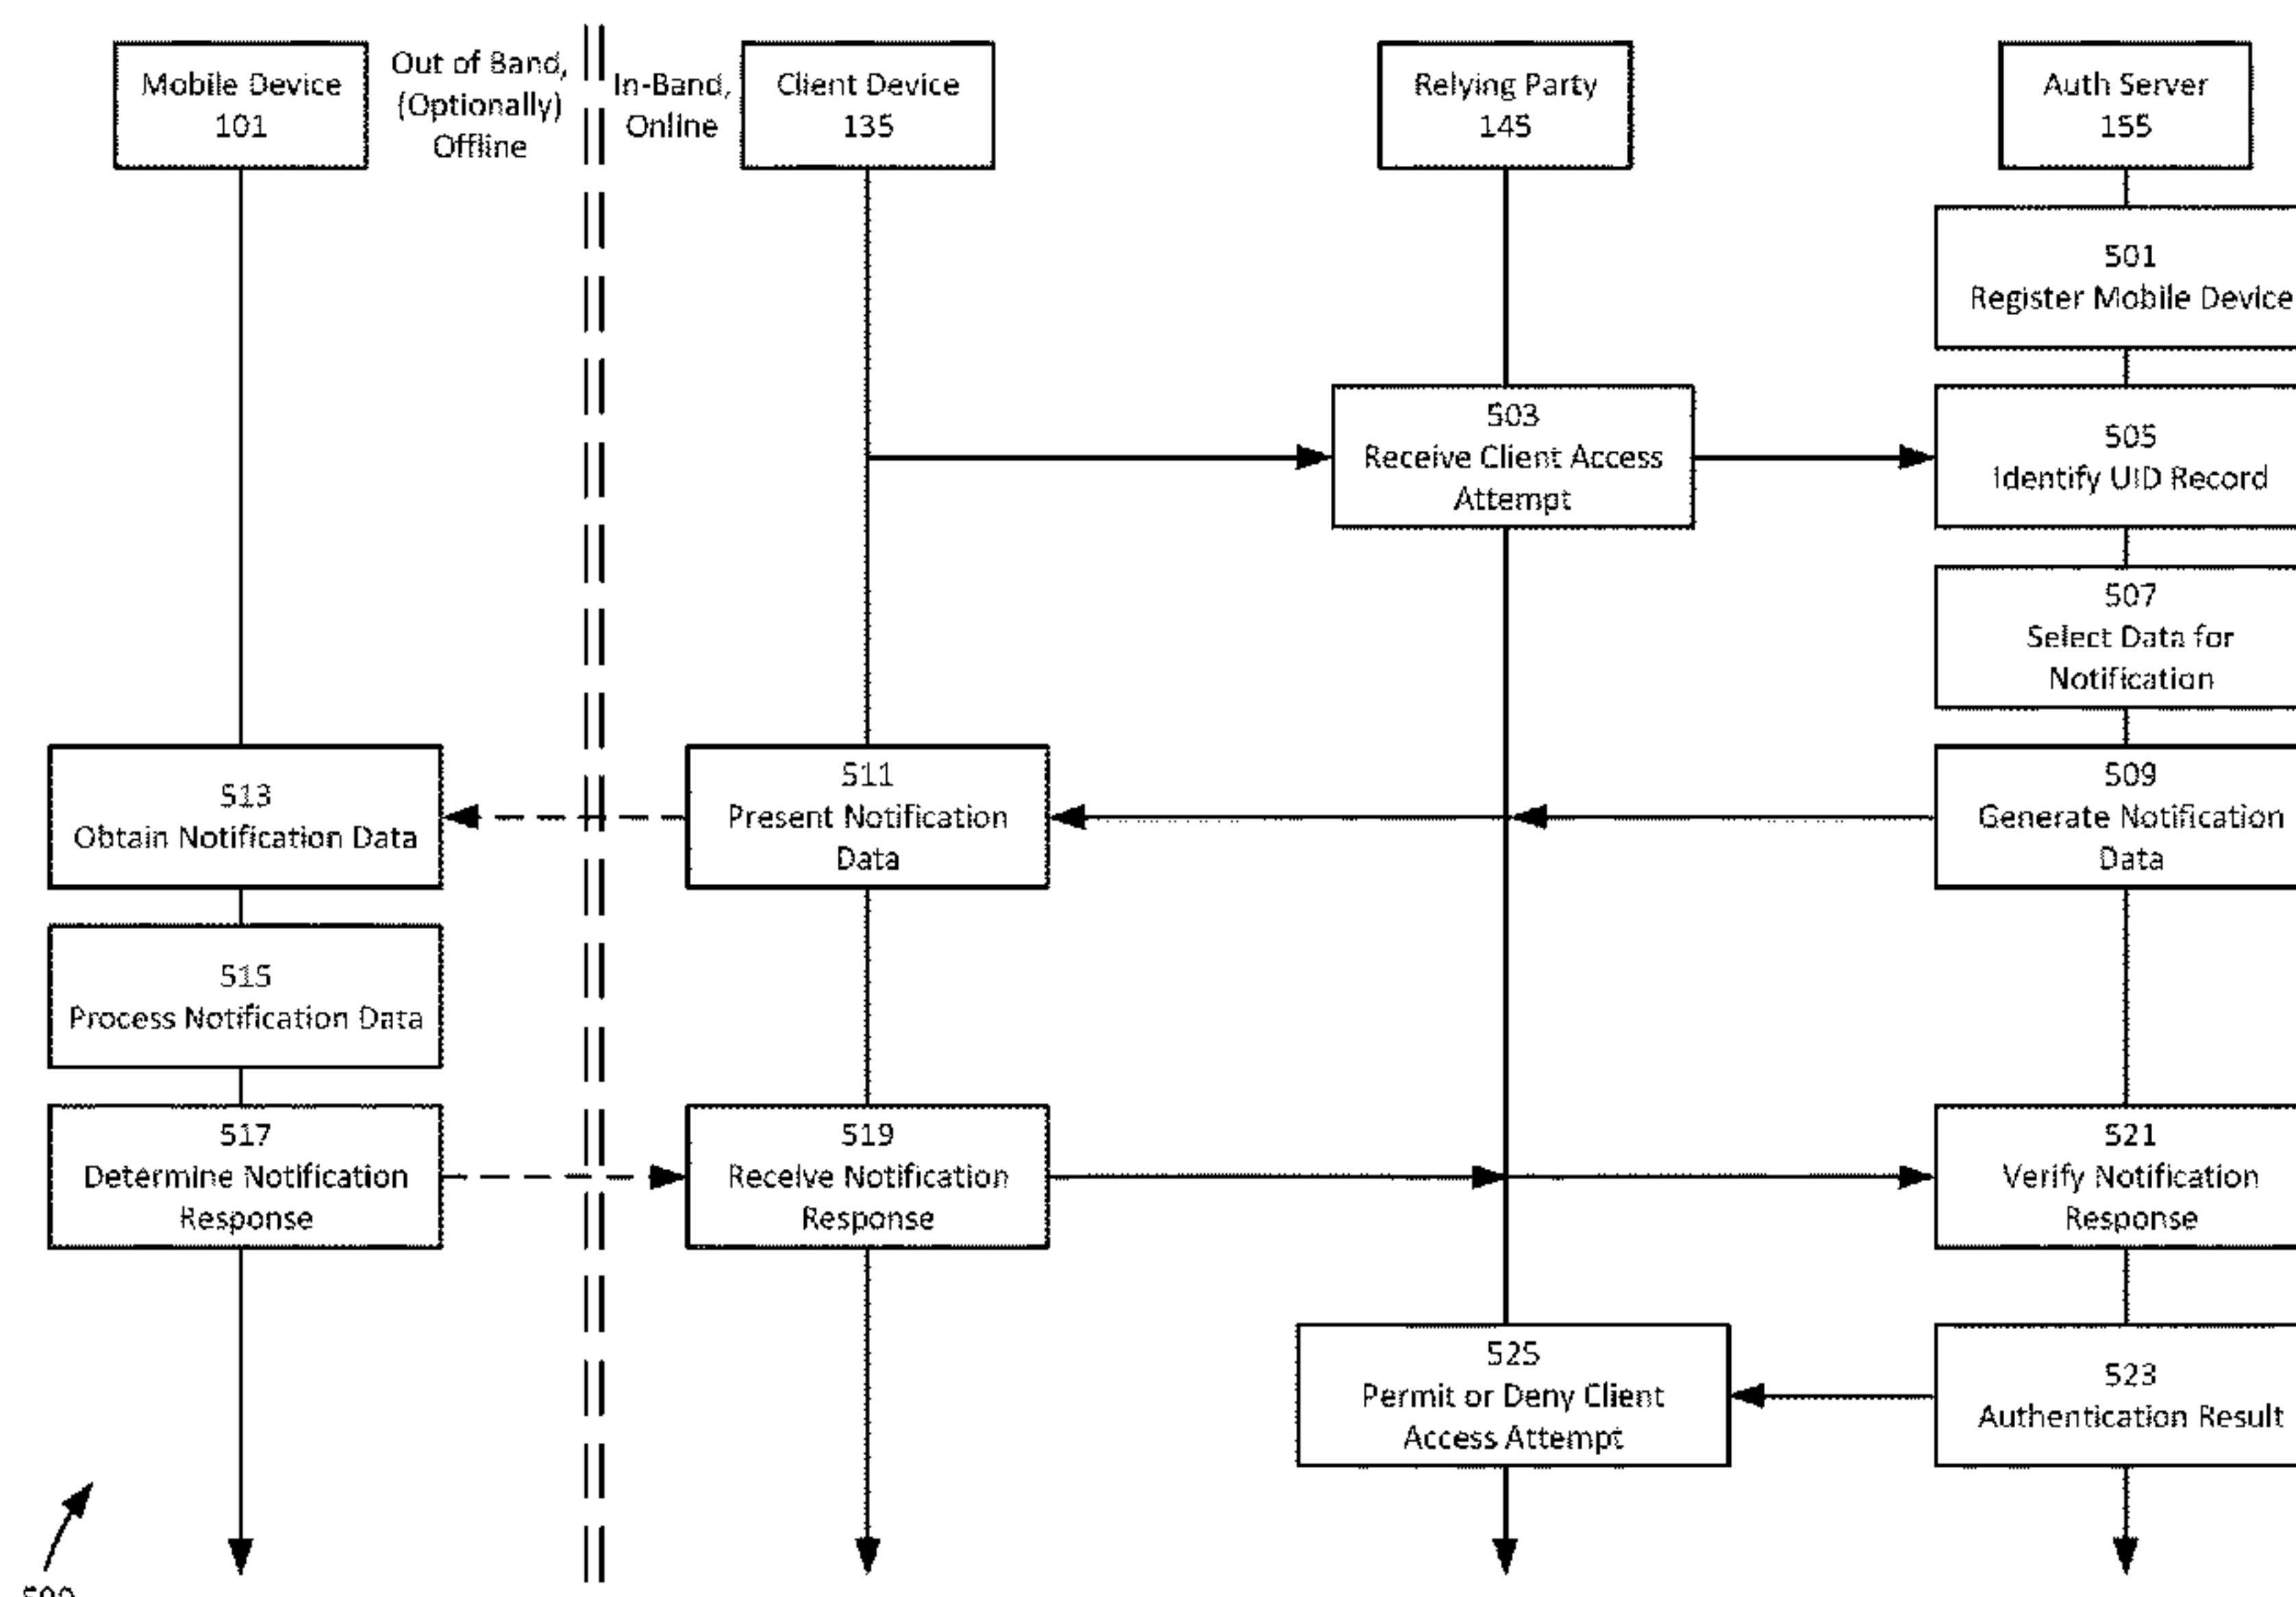 Mobile Device
101
Out of Band,
(Optionally)
Offline
In-Band,
Online
Client Device
135
Relying Party
145
Auth Server
155
501
Register Mobile Device
503
Receive Client Access
Attempt
505
Identify UID Record
507
Select Data for
Notification
513
Obtain Notification Data
511
Present Notification
Data
509
Generate Notification
Data
515
Process Notification Data
517
Determine Notification
Response
519
Receive Notification
Response
521
Verify Notification
Response
525
Permit or Deny Client
Access Attempt
523
Authentication Result